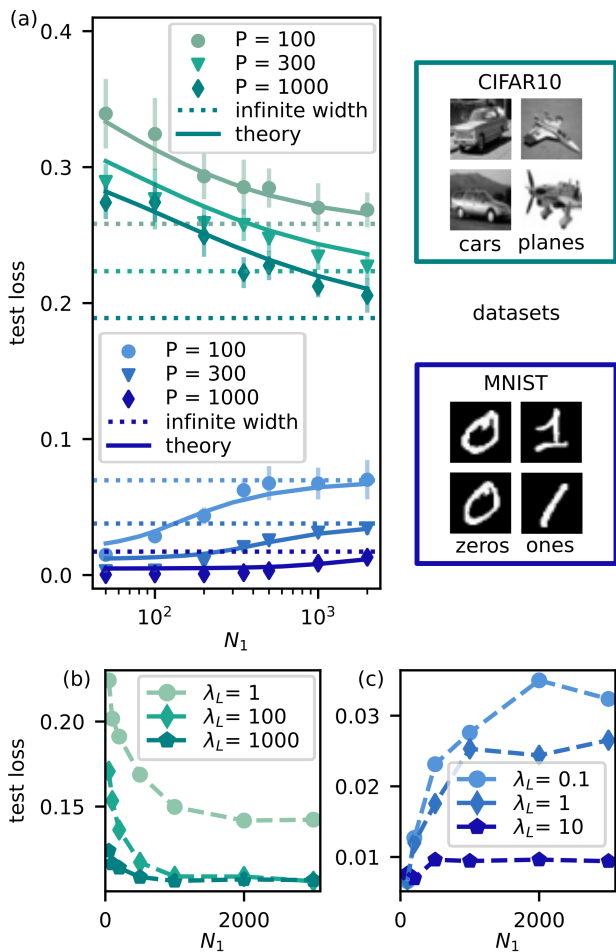 (a)
0.4
0.3
0.2
0.1
0.0
test loss
P = 100
P = 300
P = 1000
infinite width
theory
P = 100
P = 300
P = 1000
infinite width
theory
10²
10³
N₁
CIFAR10
cars planes
datasets
MNIST
zeros ones
(b)
0.20
0.15
test loss
λ_L = 1
λ_L = 100
λ_L = 1000
0 2000
N₁
(c)
0.03
0.02
0.01
λ_L = 0.1
λ_L = 1
λ_L = 10
0 2000
N₁